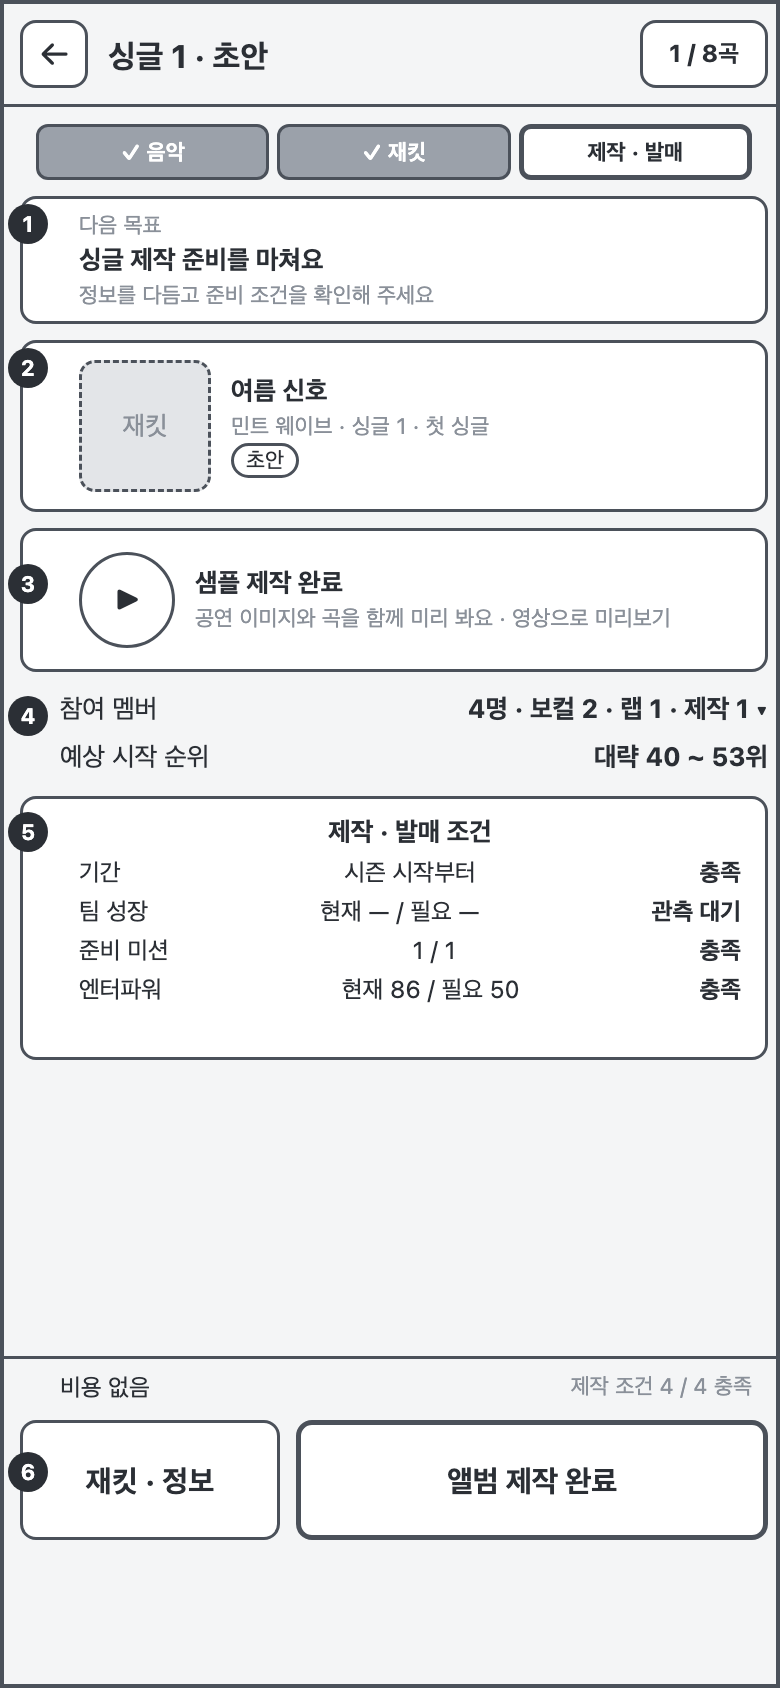 싱글 1 · 초안
1 / 8곡
✓ 음악
✓ 재킷
제작 · 발매
1
다음 목표
싱글 제작 준비를 마쳐요
정보를 다듬고 준비 조건을 확인해 주세요
2
재킷
여름 신호
민트 웨이브 · 싱글 1 · 첫 싱글
초안
3
샘플 제작 완료
공연 이미지와 곡을 함께 미리 봐요 · 영상으로 미리보기
4
참여 멤버 4명 · 보컬 2 · 랩 1 · 제작 1 ▾
예상 시작 순위 대략 40 ~ 53위
5
제작 · 발매 조건
기간 시즌 시작부터 충족
팀 성장 현재 — / 필요 — 관측 대기
준비 미션 1 / 1 충족
엔터파워 현재 86 / 필요 50 충족
비용 없음 제작 조건 4 / 4 충족
6
재킷 · 정보
앨범 제작 완료